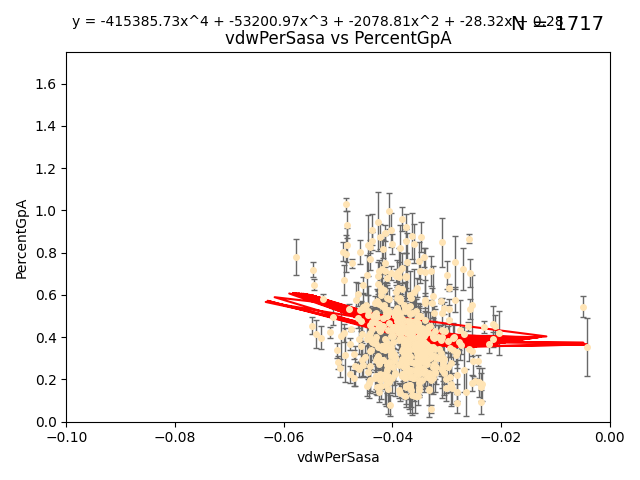 y = -415385.73x^4 + -53200.97x^3 + -2078.81x^2 + -28.32x + 0.28
N = 1717
vdwPerSasa vs PercentGpA
PercentGpA
1.6
1.4
1.2
1.0
0.8
0.6
0.4
0.2
0.0
−0.10 −0.08 −0.06 −0.04 −0.02 0.00
vdwPerSasa